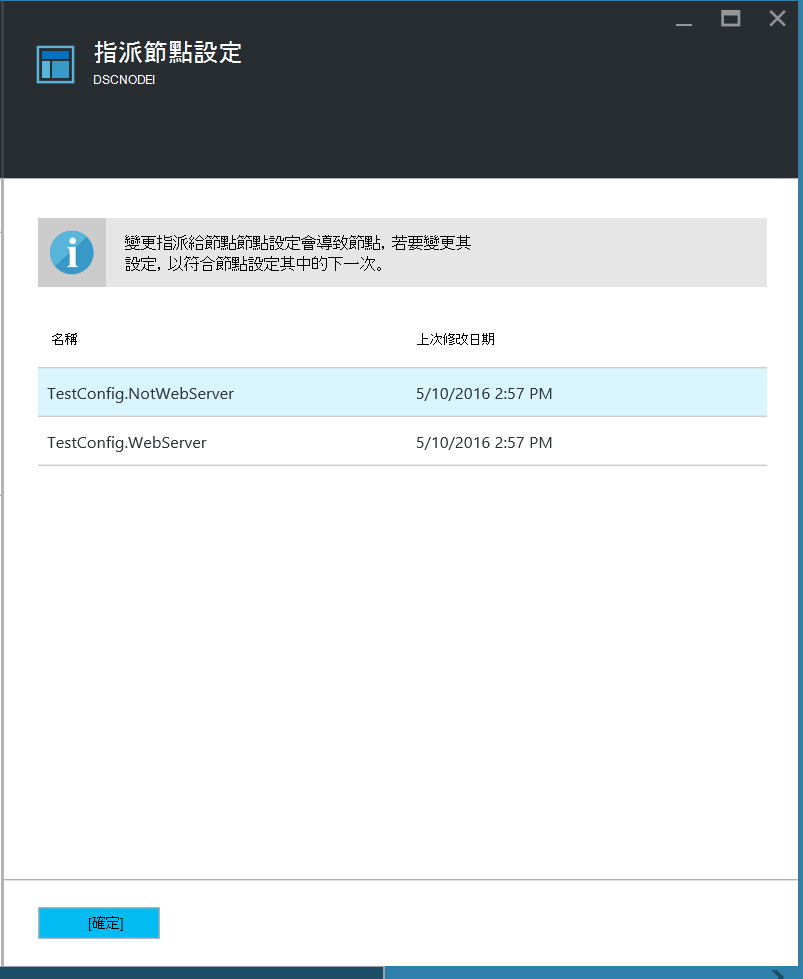 指派節點設定
DSCNODEI
變更指派給節點節點設定會導致節點, 若要變更其
設定, 以符合節點設定其中的下一次。
名稱 上次修改日期
TestConfig.NotWebServer 5/10/2016 2:57 PM
TestConfig.WebServer 5/10/2016 2:57 PM
[確定]